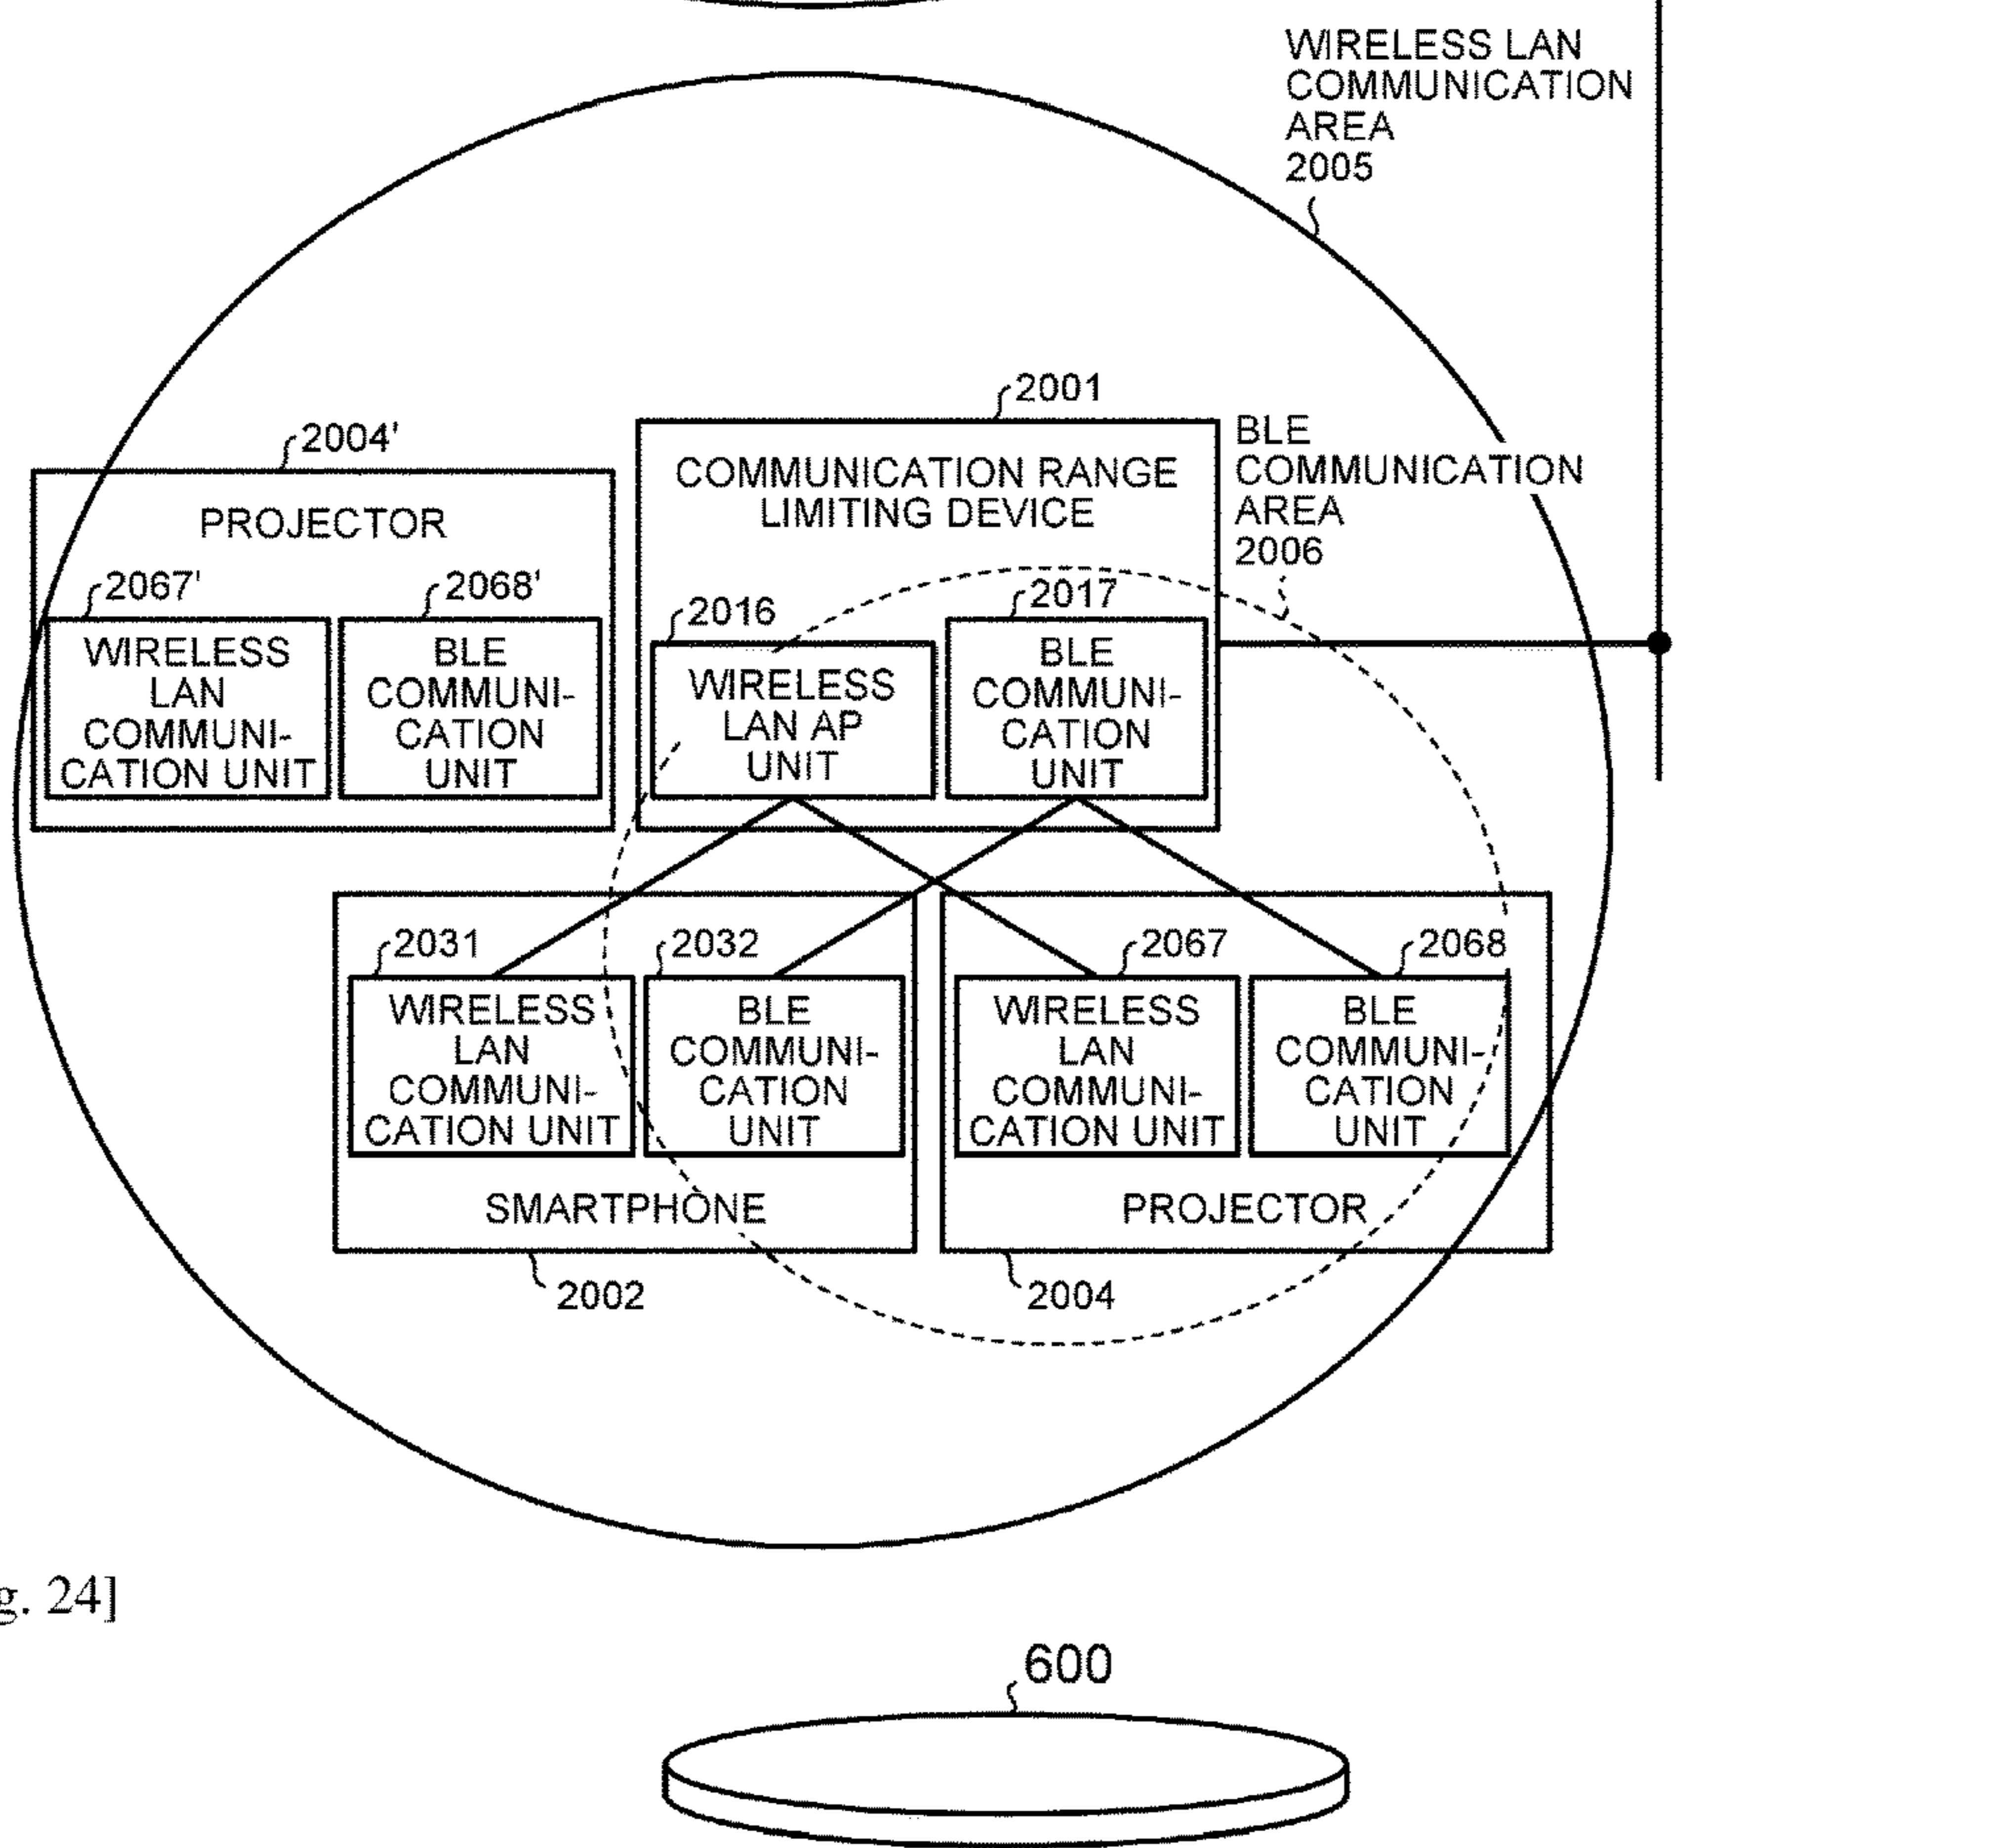 WIRELESS LAN
COMMUNICATION
AREA
2005
2001
BLE
COMMUNICATION
AREA
2006
2004'
COMMUNICATION RANGE
LIMITING DEVICE
PROJECTOR
2067'
2068'
2016
2017
WIRELESS
LAN
COMMUNI-
CATION UNIT
BLE
COMMUNI-
CATION
UNIT
WIRELESS
LAN AP
UNIT
BLE
COMMUNI-
CATION
UNIT
2031
2032
2067
2068
WIRELESS
LAN
COMMUNI-
CATION UNIT
BLE
COMMUNI-
CATION
UNIT
WIRELESS
LAN
COMMUNI-
CATION UNIT
BLE
COMMUNI-
CATION
UNIT
SMARTPHONE
PROJECTOR
2002
2004
g. 24]
600